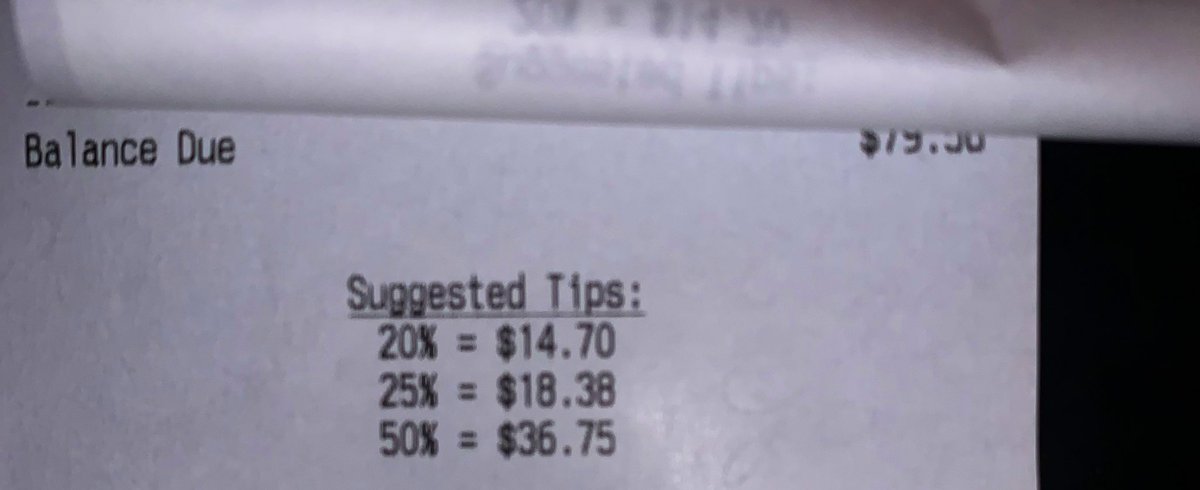 Balance Due $79.50
Suggested Tips:
20% = $14.70
25% = $18.38
50% = $36.75